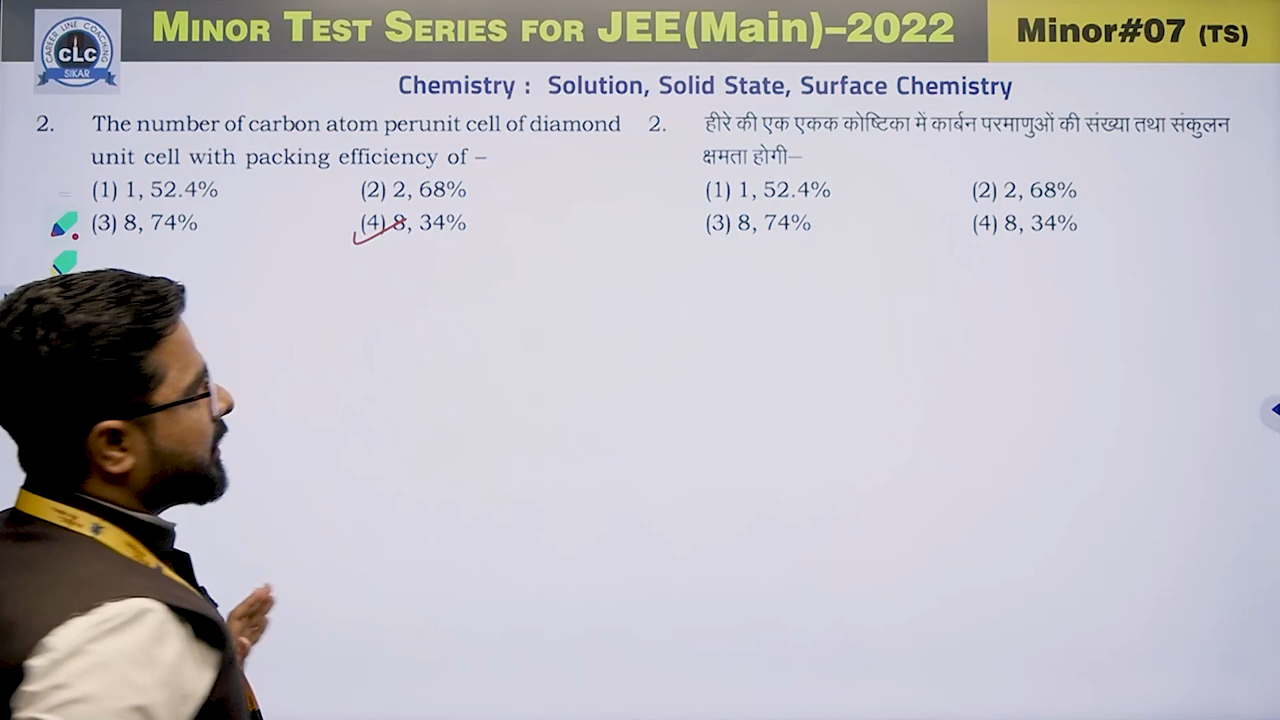 MINOR TEST SERIES FOR JEE(MAIN)–2022
Minor#07 (TS)
CAREER LINE COACHING
CLC
SIKAR
Chemistry : Solution, Solid State, Surface Chemistry
2. The number of carbon atom perunit cell of diamond
unit cell with packing efficiency of –
(1) 1, 52.4% (2) 2, 68%
(3) 8, 74% (4) 8, 34%
2. हीरे की एक एकक कोष्टिका में कार्बन परमाणुओं की संख्या तथा संकुलन
क्षमता होगी–
(1) 1, 52.4% (2) 2, 68%
(3) 8, 74% (4) 8, 34%